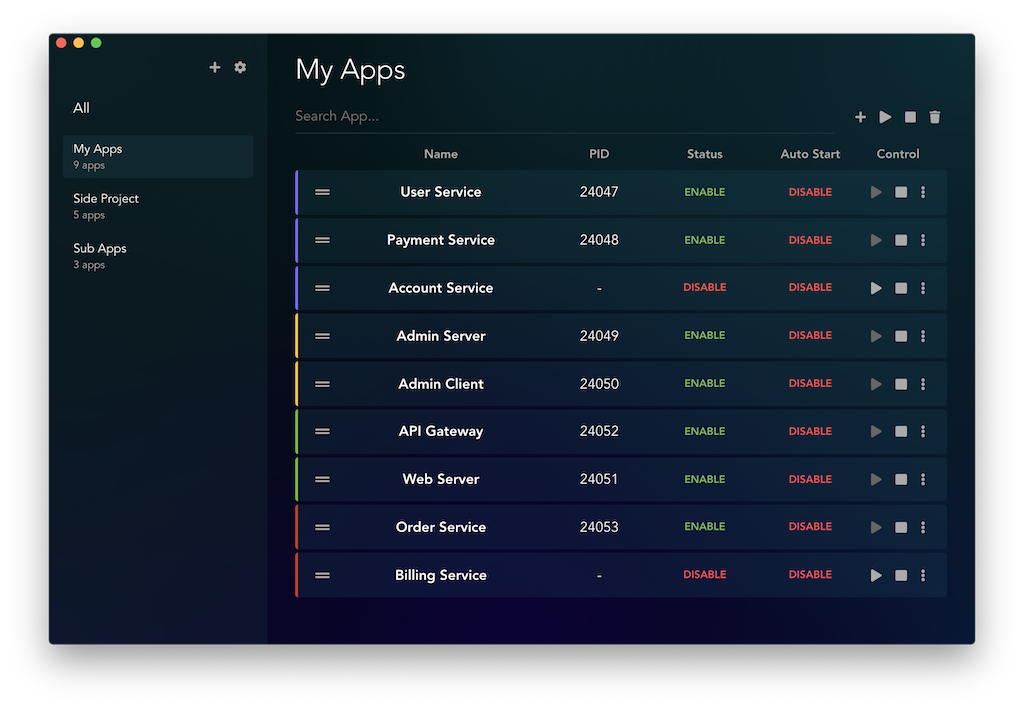 My Apps
Search App...
All
My Apps
9 apps
Side Project
5 apps
Sub Apps
3 apps
Name PID Status Auto Start Control
User Service 24047 ENABLE DISABLE
Payment Service 24048 ENABLE DISABLE
Account Service - DISABLE DISABLE
Admin Server 24049 ENABLE DISABLE
Admin Client 24050 ENABLE DISABLE
API Gateway 24052 ENABLE DISABLE
Web Server 24051 ENABLE DISABLE
Order Service 24053 ENABLE DISABLE
Billing Service - DISABLE DISABLE